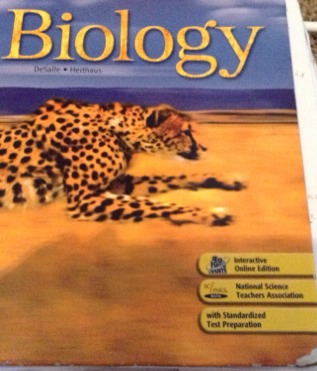 Biology
DeSalle • Heithaus
Interactive
Online Edition
National Science
Teachers Association
with Standardized
Test Preparation